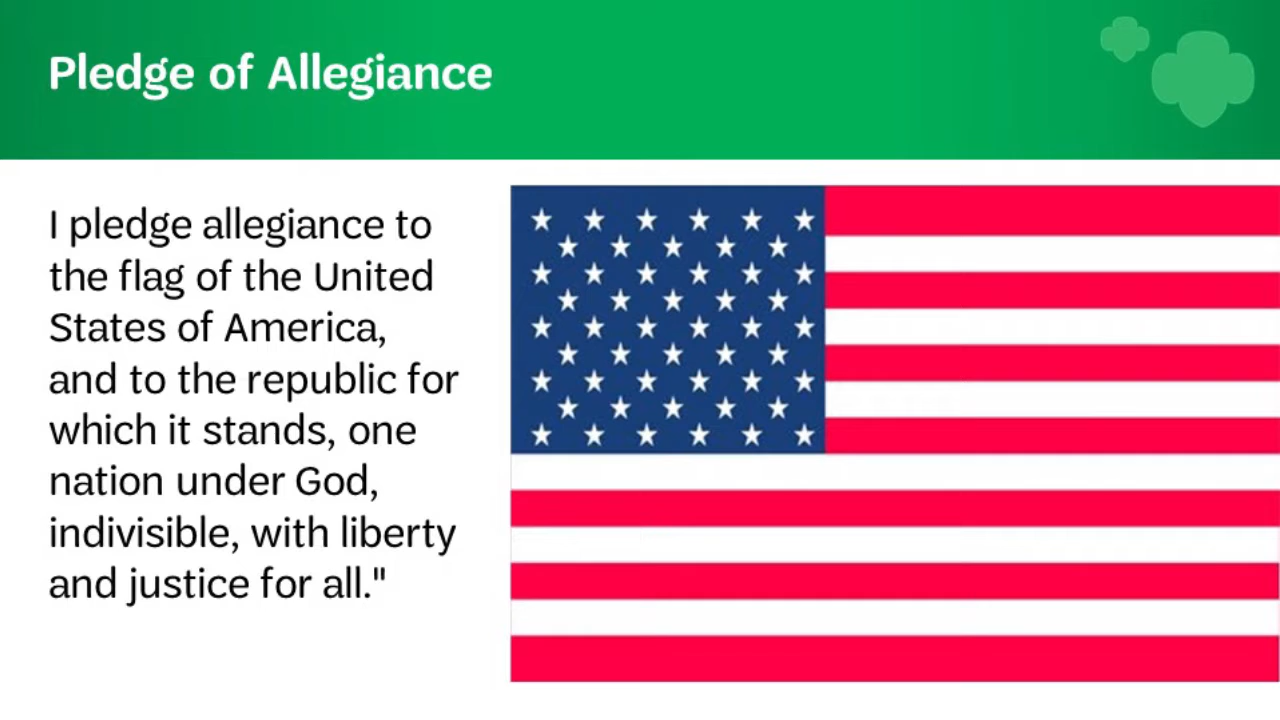 Pledge of Allegiance
I pledge allegiance to
the flag of the United
States of America,
and to the republic for
which it stands, one
nation under God,
indivisible, with liberty
and justice for all."